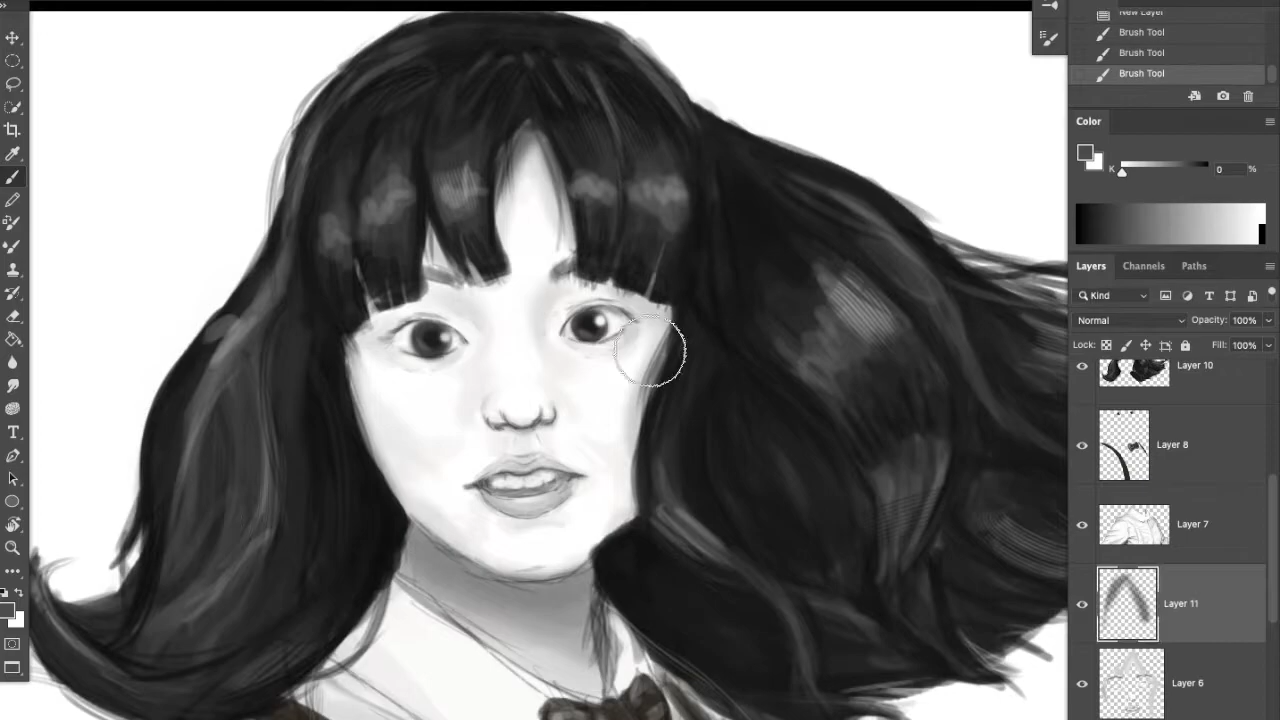 New Layer
Brush Tool
Brush Tool
Brush Tool
Color
K
0
%
Layers Channels Paths
Kind
Normal
Opacity: 100%
Lock:
Fill: 100%
Layer 10
Layer 8
Layer 7
Layer 11
Layer 6